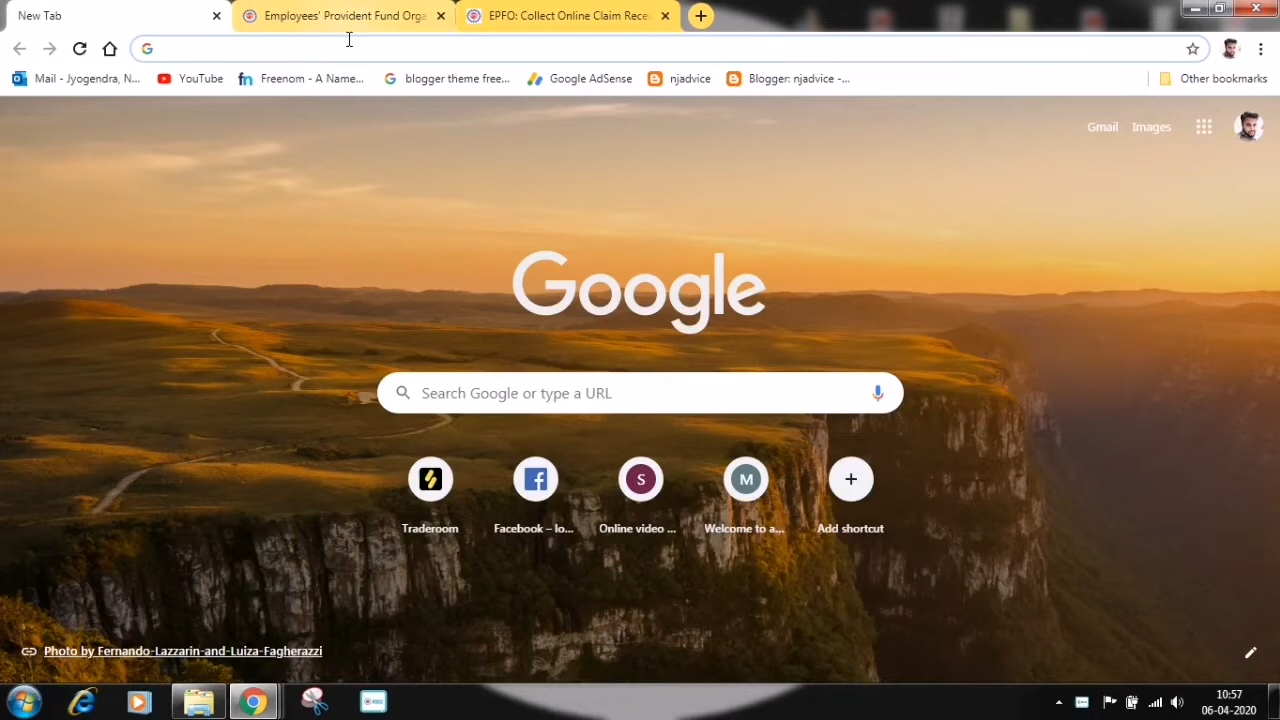 New Tab
Employees' Provident Fund Orga
EPFO: Collect Online Claim Rece
Mail - Jyogendra, N...
YouTube
fn
Freenom - A Name...
blogger theme free...
Google AdSense
njadvice
Blogger: njadvice -...
Other bookmarks
Gmail
Images
Google
Search Google or type a URL
S
M
Traderoom
Facebook – lo...
Online video ...
Welcome to a...
Add shortcut
Photo by Fernando-Lazzarin-and-Luiza-Fagherazzi
REC
10:57
06-04-2020